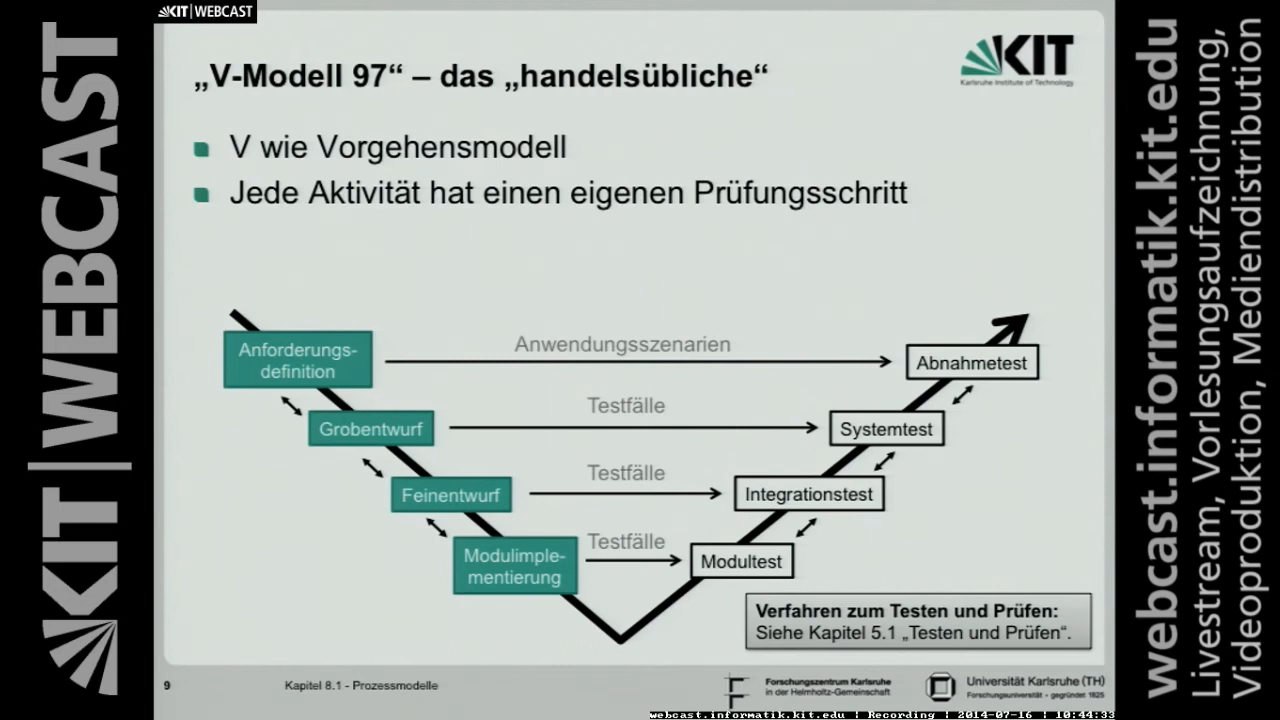 KIT | WEBCAST
KIT | WEBCAST
„V-Modell 97“ – das „handelsübliche“
KIT
Karlsruhe Institute of Technology
V wie Vorgehensmodell
Jede Aktivität hat einen eigenen Prüfungsschritt
Anforderungs-
definition
Anwendungsszenarien
Abnahmetest
Grobentwurf
Testfälle
Systemtest
Feinentwurf
Testfälle
Integrationstest
Modulimple-
mentierung
Testfälle
Modultest
Verfahren zum Testen und Prüfen:
Siehe Kapitel 5.1 „Testen und Prüfen“.
9
Kapitel 8.1 - Prozessmodelle
Forschungszentrum Karlsruhe
in der Helmholtz-Gemeinschaft
Universität Karlsruhe (TH)
Forschungsuniversität - gegründet 1825
webcast.informatik.kit.edu | Recording | 2014-07-16 | 10:44:33
webcast.informatik.kit.edu
Livestream, Vorlesungsaufzeichnung,
Videoproduktion, Mediendistribution